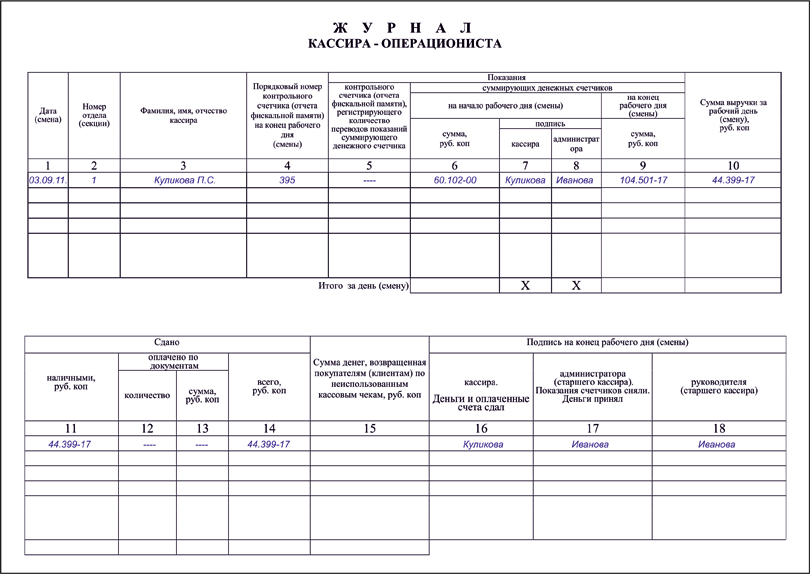 Ж У Р Н А Л
КАССИРА - ОПЕРАЦИОНИСТА
Дата
(смена)
Номер
отдела
(секции)
Фамилия, имя, отчество
кассира
Порядковый номер
контрольного
счетчика (отчета
фискальной памяти)
на конец рабочего
дня
(смены)
Показания
контрольного
счетчика (отчета
фискальной памяти),
регистрирующего
количество
переводов показаний
суммирующего
денежного счетчика
суммирующих денежных счетчиков
на начало рабочего дня (смены)
сумма,
руб. коп
подпись
кассира
администрат
ора
на конец
рабочего дня
(смены)
сумма,
руб. коп
Сумма выручки за
рабочий день
(смену),
руб. коп
1 2 3 4 5 6 7 8 9 10
03.09.11. 1 Куликова П.С. 395 ---- 60.102-00 Куликова Иванова 104.501-17 44.399-17
Итого за день (смену) X X
Сдано
наличными,
руб. коп
оплачено по
документам
количество
сумма,
руб. коп
всего,
руб. коп
Сумма денег, возвращенная
покупателям (клиентам) по
неиспользованным
кассовым чекам, руб. коп
Подпись на конец рабочего дня (смены)
кассира.
Деньги и оплаченные
счета сдал
администратора
(старшего кассира).
Показания счетчиков сняли.
Деньги принял
руководителя
(старшего кассира)
11 12 13 14 15 16 17 18
44.399-17 ---- ---- 44.399-17 Куликова Иванова Иванова